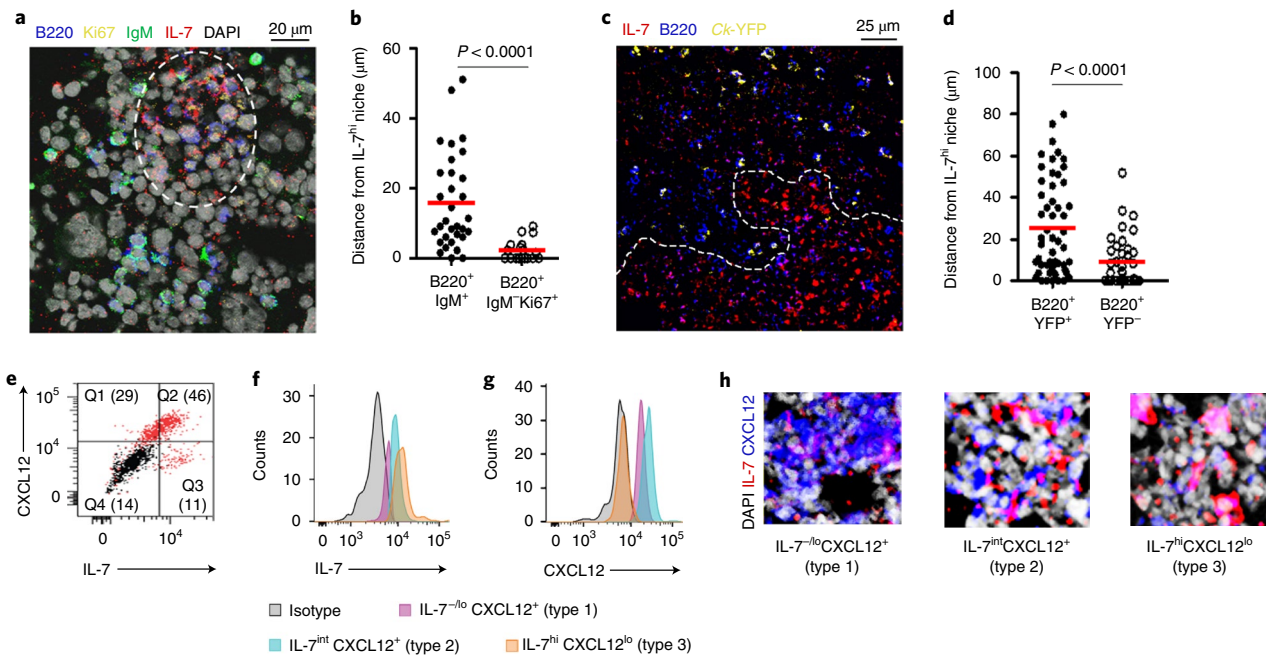 a
B220 Ki67 IgM IL-7 DAPI
20 μm
b
Distance from IL-7hi niche (μm)
60
40
20
0
P < 0.0001
B220+
IgM+
B220+
IgM−Ki67+
c
IL-7 B220 Ck-YFP
25 μm
d
Distance from IL-7hi niche (μm)
100
80
60
40
20
0
P < 0.0001
B220+
YFP+
B220+
YFP−
e
CXCL12
10^5
10^4
0
Q1 (29) Q2 (46)
Q4 (14)
Q3
(11)
0 10^4
IL-7
f
Counts
30
20
10
0
0 10^3 10^4 10^5
IL-7
g
Counts
40
30
20
10
0
0 10^3 10^4 10^5
CXCL12
Isotype
IL-7−/lo CXCL12+ (type 1)
IL-7int CXCL12+ (type 2)
IL-7hi CXCL12lo (type 3)
h
DAPI IL-7 CXCL12
IL-7−/loCXCL12+
(type 1)
IL-7intCXCL12+
(type 2)
IL-7hiCXCL12lo
(type 3)